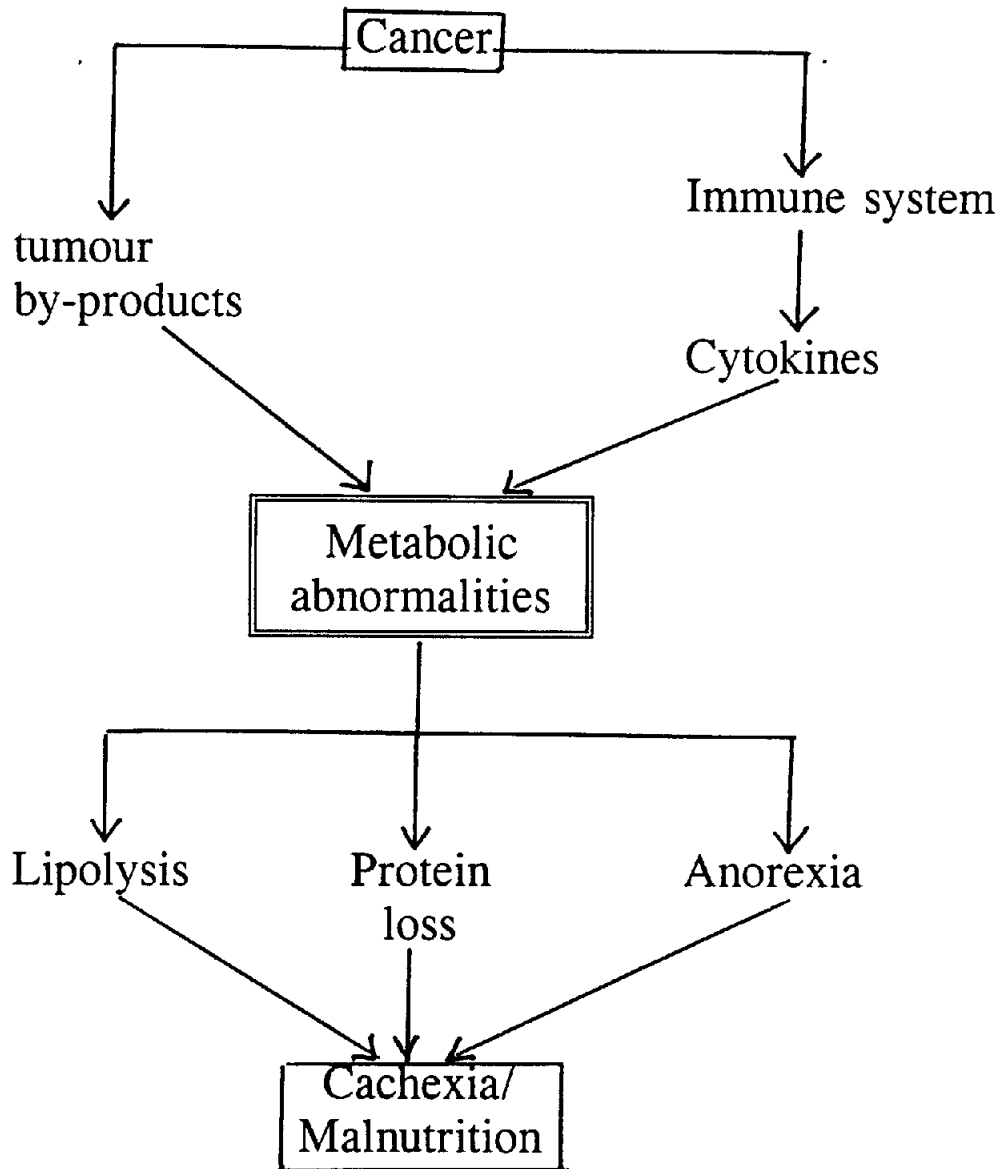 Cancer
Immune system
tumour
by-products
Cytokines
Metabolic
abnormalities
Lipolysis
Protein
loss
Anorexia
Cachexia/
Malnutrition